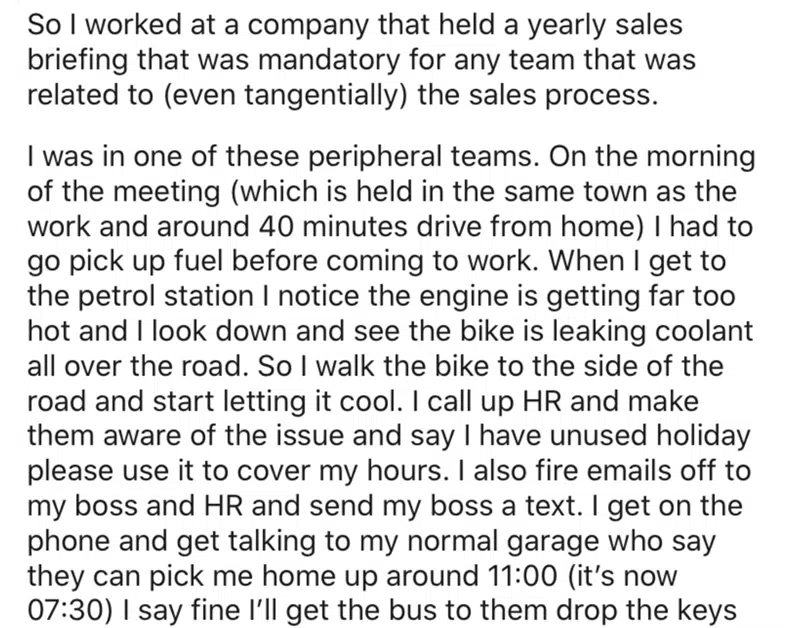 So I worked at a company that held a yearly sales
briefing that was mandatory for any team that was
related to (even tangentially) the sales process.
I was in one of these peripheral teams. On the morning
of the meeting (which is held in the same town as the
work and around 40 minutes drive from home) I had to
go pick up fuel before coming to work. When I get to
the petrol station I notice the engine is getting far too
hot and I look down and see the bike is leaking coolant
all over the road. So I walk the bike to the side of the
road and start letting it cool. I call up HR and make
them aware of the issue and say I have unused holiday
please use it to cover my hours. I also fire emails off to
my boss and HR and send my boss a text. I get on the
phone and get talking to my normal garage who say
they can pick me home up around 11:00 (it’s now
07:30) I say fine I’ll get the bus to them drop the keys